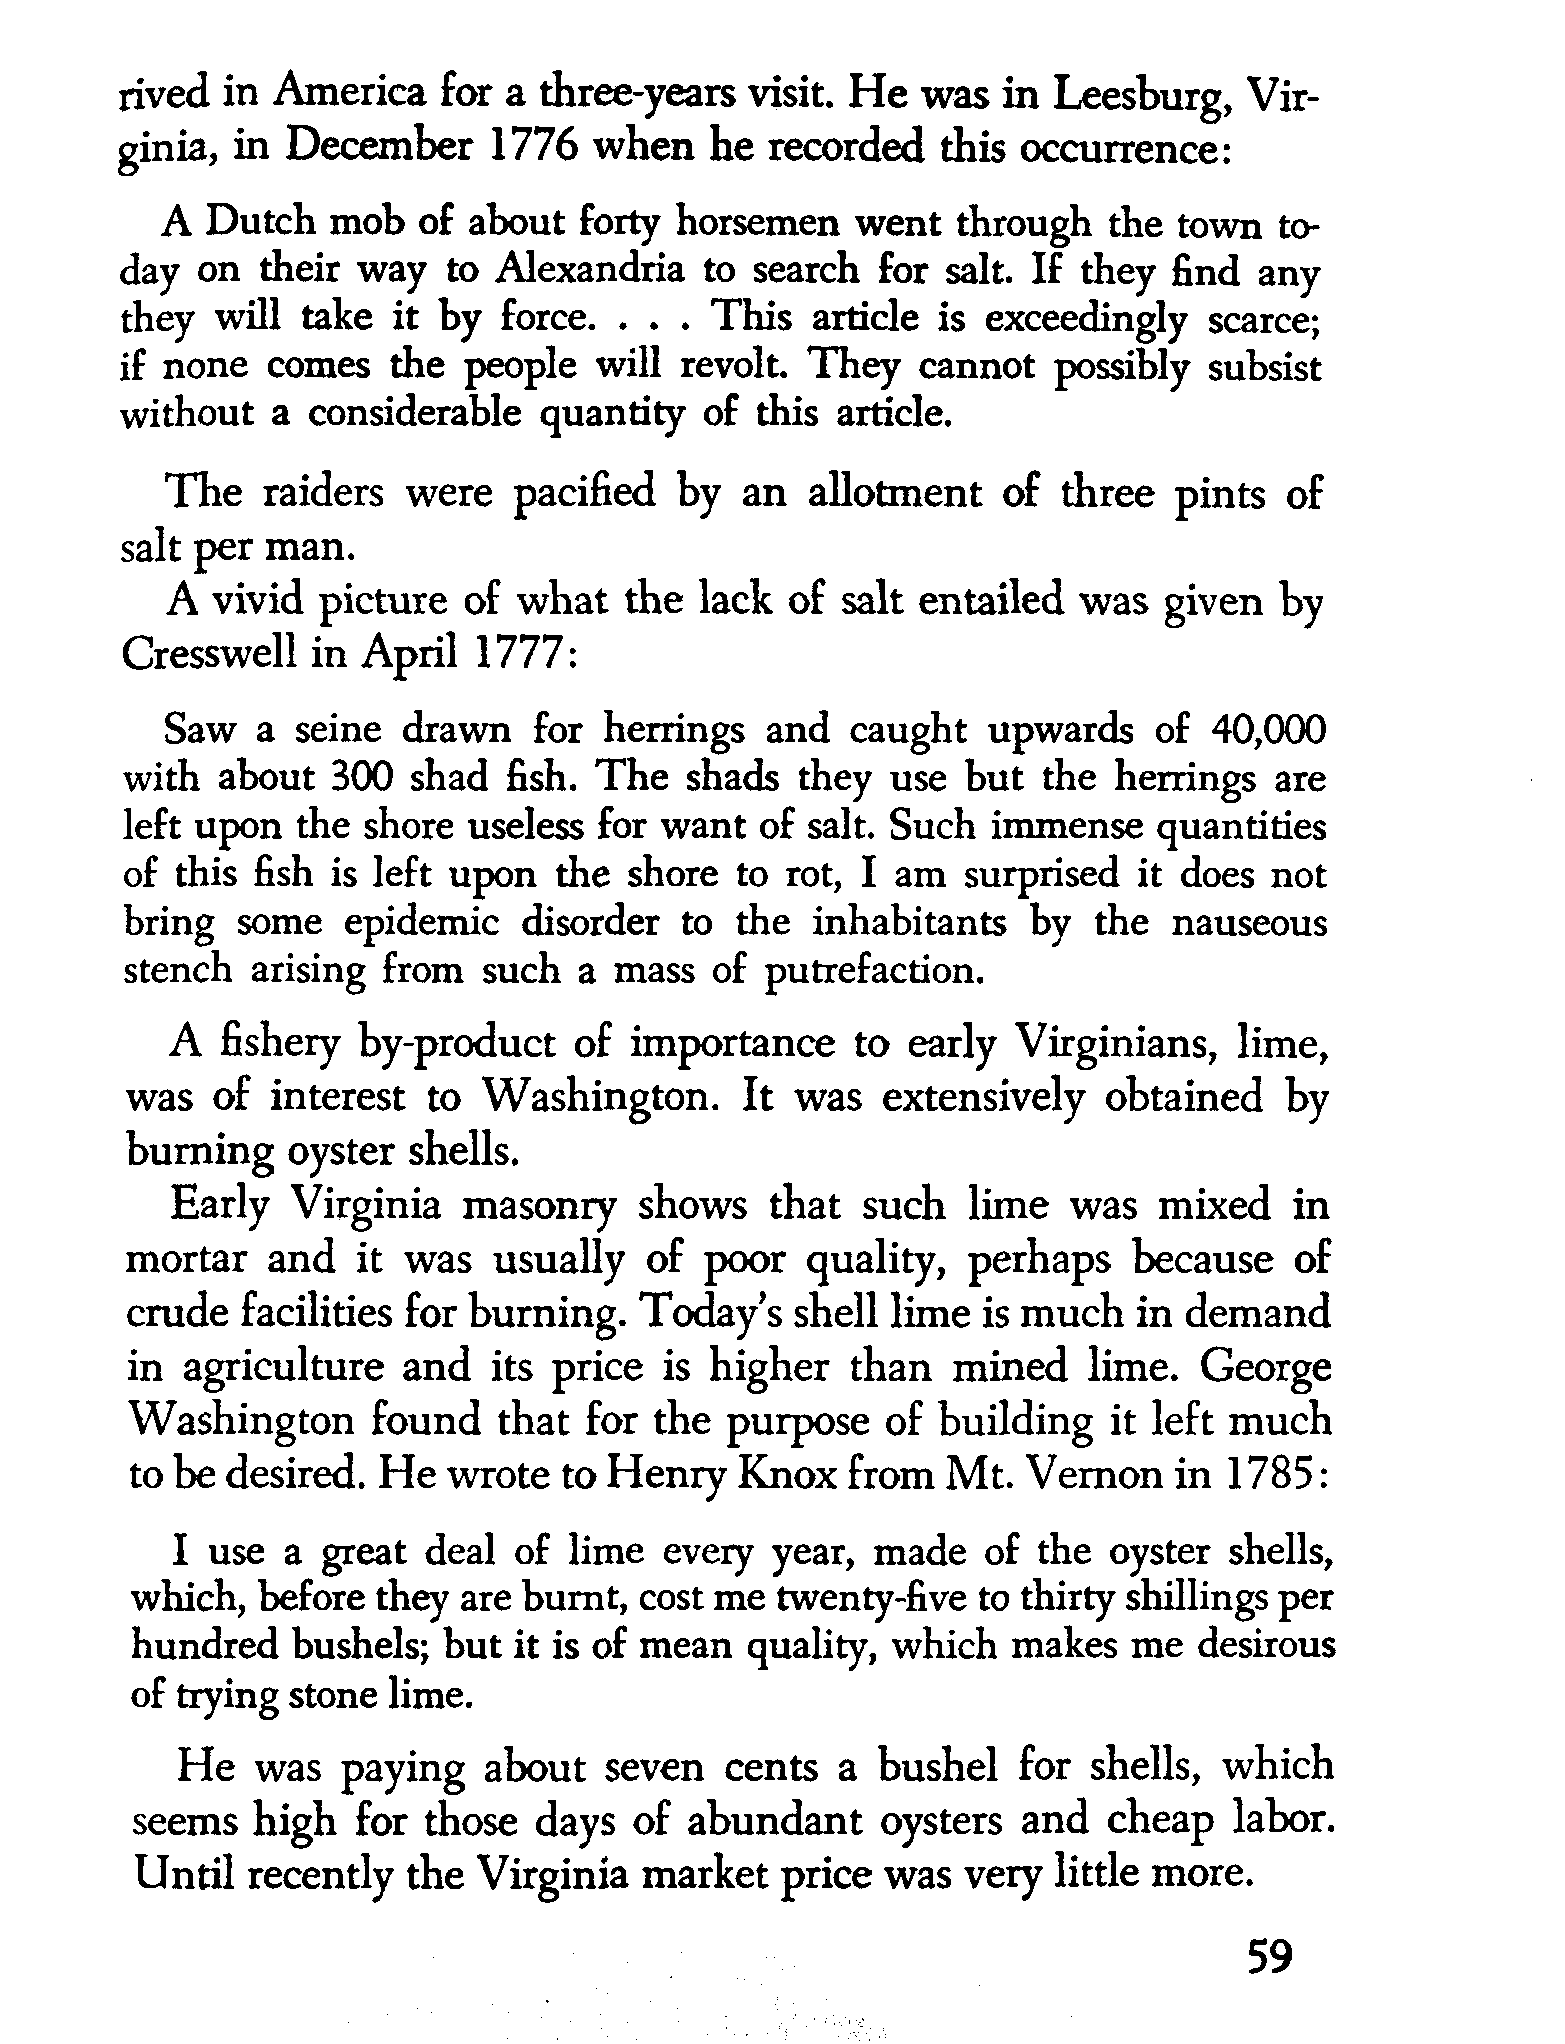 rived in America for a three-years visit. He was in Leesburg, Vir-
ginia, in December 1776 when he recorded this occurrence:
A Dutch mob of about forty horsemen went through the town to-
day on their way to Alexandria to search for salt. If they find any
they will take it by force. . . . This article is exceedingly scarce;
if none comes the people will revolt. They cannot possibly subsist
without a considerable quantity of this article.
The raiders were pacified by an allotment of three pints of
salt per man.
A vivid picture of what the lack of salt entailed was given by
Cresswell in April 1777:
Saw a seine drawn for herrings and caught upwards of 40,000
with about 300 shad fish. The shads they use but the herrings are
left upon the shore useless for want of salt. Such immense quantities
of this fish is left upon the shore to rot, I am surprised it does not
bring some epidemic disorder to the inhabitants by the nauseous
stench arising from such a mass of putrefaction.
A fishery by-product of importance to early Virginians, lime,
was of interest to Washington. It was extensively obtained by
burning oyster shells.
Early Virginia masonry shows that such lime was mixed in
mortar and it was usually of poor quality, perhaps because of
crude facilities for burning. Today's shell lime is much in demand
in agriculture and its price is higher than mined lime. George
Washington found that for the purpose of building it left much
to be desired. He wrote to Henry Knox from Mt. Vernon in 1785:
I use a great deal of lime every year, made of the oyster shells,
which, before they are burnt, cost me twenty-five to thirty shillings per
hundred bushels; but it is of mean quality, which makes me desirous
of trying stone lime.
He was paying about seven cents a bushel for shells, which
seems high for those days of abundant oysters and cheap labor.
Until recently the Virginia market price was very little more.
59